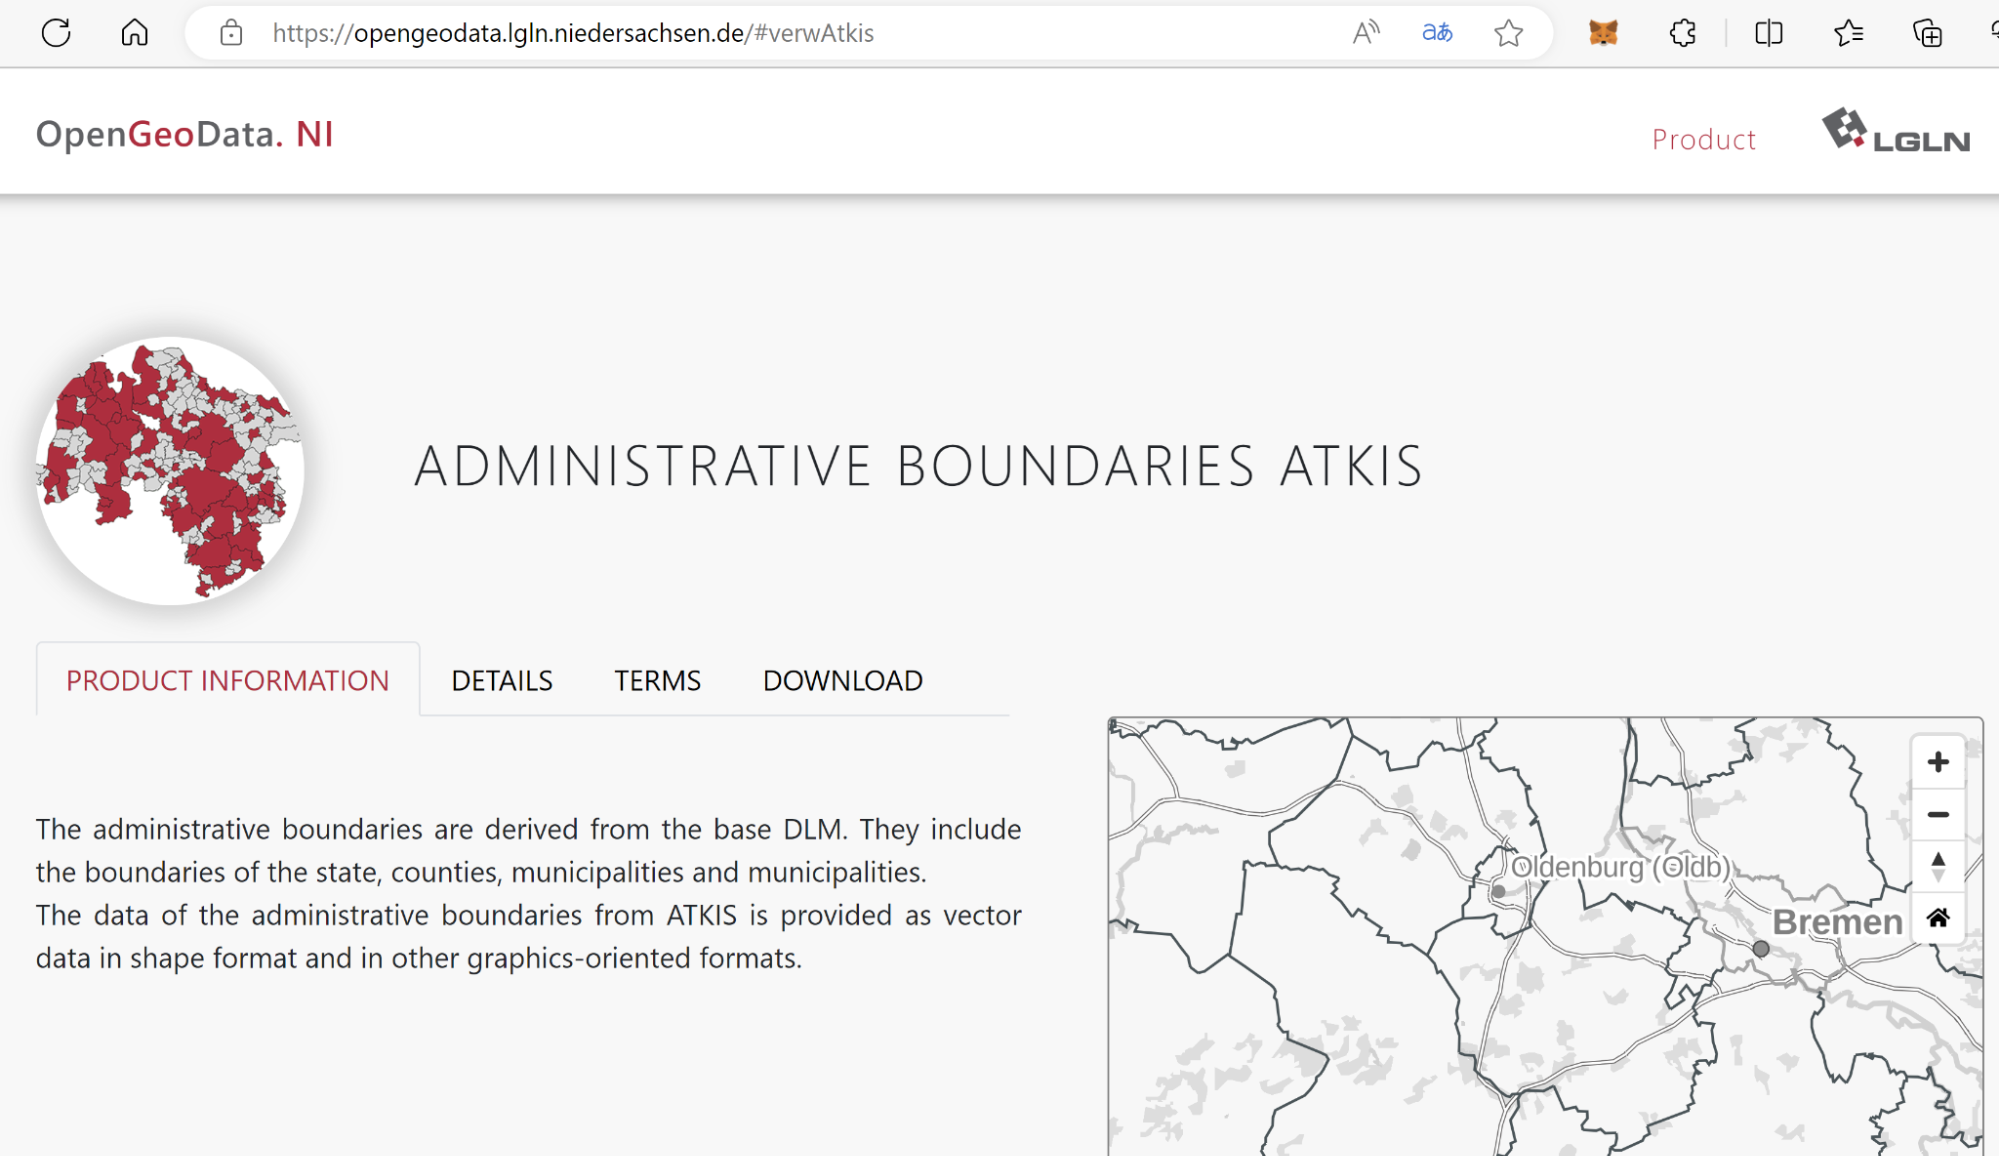 https://opengeodata.lgln.niedersachsen.de/#verwAtkis
OpenGeoData. NI
Product
LGLN
ADMINISTRATIVE BOUNDARIES ATKIS
PRODUCT INFORMATION
DETAILS
TERMS
DOWNLOAD
The administrative boundaries are derived from the base DLM. They include
the boundaries of the state, counties, municipalities and municipalities.
The data of the administrative boundaries from ATKIS is provided as vector
data in shape format and in other graphics-oriented formats.
Oldenburg (Oldb)
Bremen